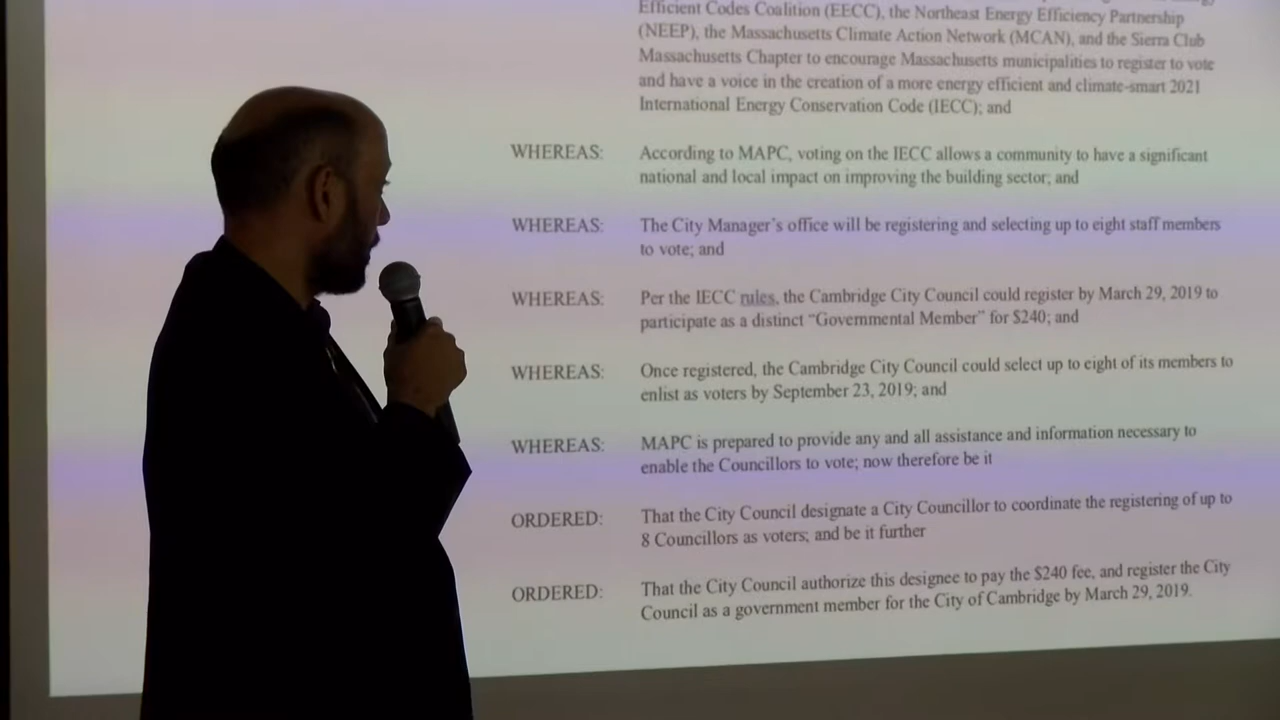 Efficient Codes Coalition (EECC), the Northeast Energy Efficiency Partnership
(NEEP), the Massachusetts Climate Action Network (MCAN), and the Sierra Club
Massachusetts Chapter to encourage Massachusetts municipalities to register to vote
and have a voice in the creation of a more energy efficient and climate-smart 2021
International Energy Conservation Code (IECC); and
WHEREAS: According to MAPC, voting on the IECC allows a community to have a significant
national and local impact on improving the building sector; and
WHEREAS: The City Manager's office will be registering and selecting up to eight staff members
to vote; and
WHEREAS: Per the IECC rules, the Cambridge City Council could register by March 29, 2019 to
participate as a distinct “Governmental Member” for $240; and
WHEREAS: Once registered, the Cambridge City Council could select up to eight of its members to
enlist as voters by September 23, 2019; and
WHEREAS: MAPC is prepared to provide any and all assistance and information necessary to
enable the Councillors to vote; now therefore be it
ORDERED: That the City Council designate a City Councillor to coordinate the registering of up to
8 Councillors as voters; and be it further
ORDERED: That the City Council authorize this designee to pay the $240 fee, and register the City
Council as a government member for the City of Cambridge by March 29, 2019.